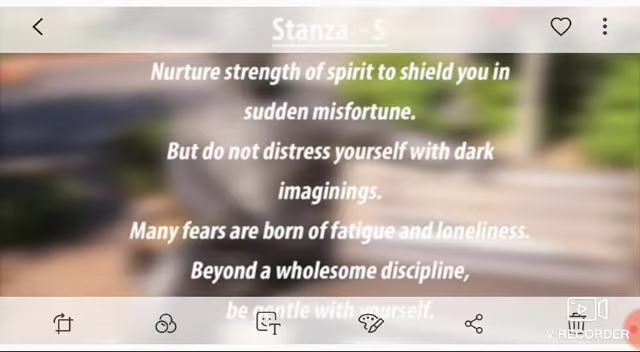 Stanza - 5
Nurture strength of spirit to shield you in
sudden misfortune.
But do not distress yourself with dark
imaginings.
Many fears are born of fatigue and loneliness.
Beyond a wholesome discipline,
be gentle with yourself.
T
V RECORDER